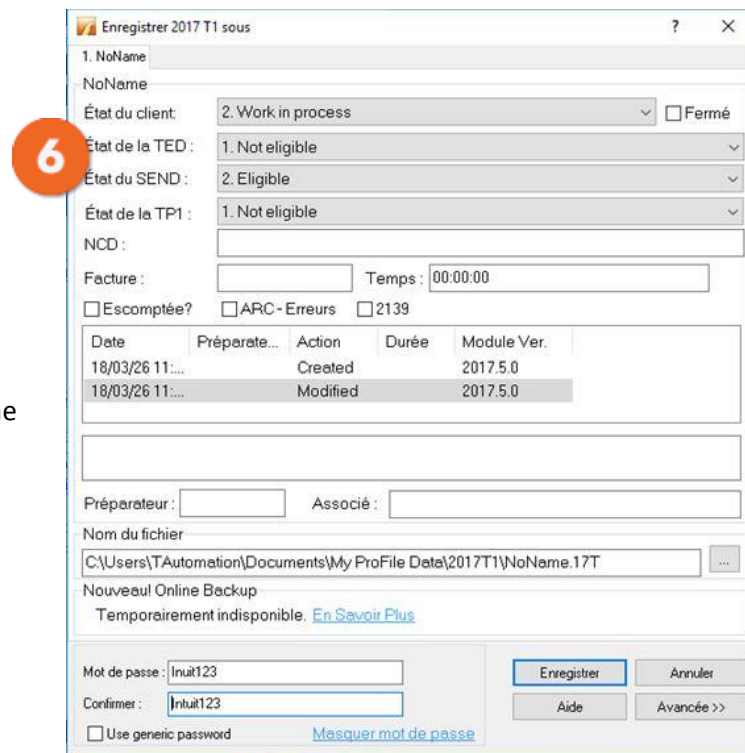 Enregistrer 2017 T1 sous ? ×
1. NoName
NoName
État du client: 2. Work in process Fermé
6
État de la TED : 1. Not eligible
État du SEND : 2. Eligible
État de la TP1 : 1. Not eligible
NCD :
Facture : Temps : 00:00:00
Escomptée? ARC - Erreurs 2139
Date Préparate... Action Durée Module Ver.
18/03/26 11:... Created 2017.5.0
18/03/26 11:... Modified 2017.5.0
e
Préparateur : Associé :
Nom du fichier
C:\Users\TAutomation\Documents\My ProFile Data\2017T1\NoName.17T ...
Nouveau! Online Backup
Temporairement indisponible. En Savoir Plus
Mot de passe : Inuit123 Enregistrer Annuler
Confirmer : Intuit123 Aide Avancée >>
Use generic password Masquer mot de passe